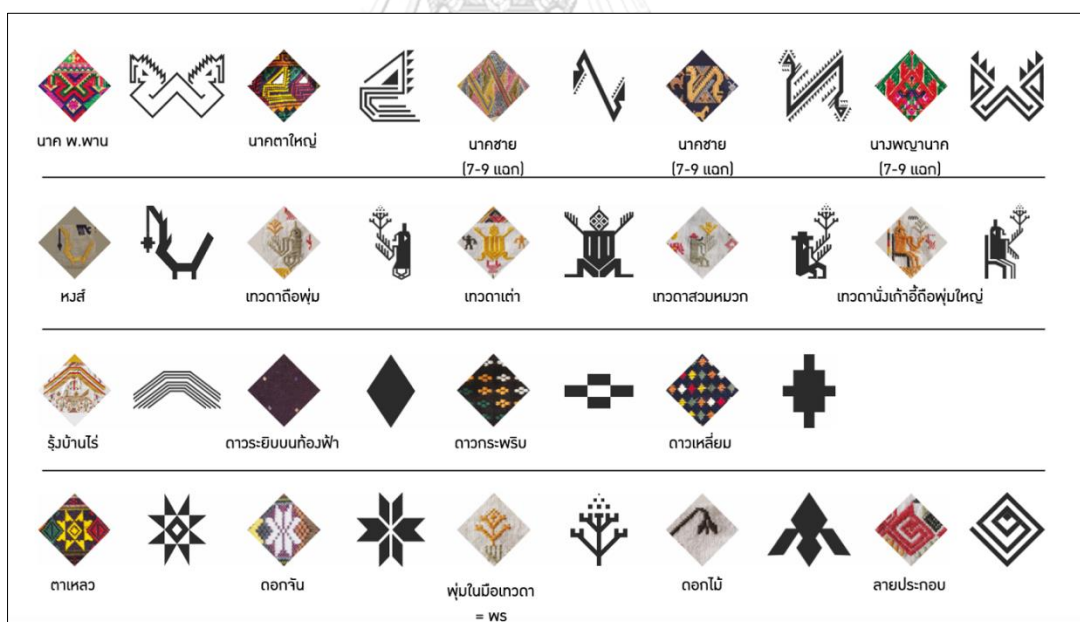 นาค พ.พาน
นาคตาใหญ่
นาคชาย
(7-9 แฉก)
นาคชาย
(7-9 แฉก)
นางพญานาค
(7-9 แฉก)
หงส์
เทวดาถือพุ่ม
เทวดาเต่า
เทวดาสวมหมวก
เทวดานั่งเก้าอี้ถือพุ่มใหญ่
รุ้งบ้านไร่
ดาวระยิบบนท้องฟ้า
ดาวกระพริบ
ดาวเหลี่ยม
ตาเหลว
ดอกจัน
พุ่มในมือเทวดา
= พร
ดอกไม้
ลายประกอบ